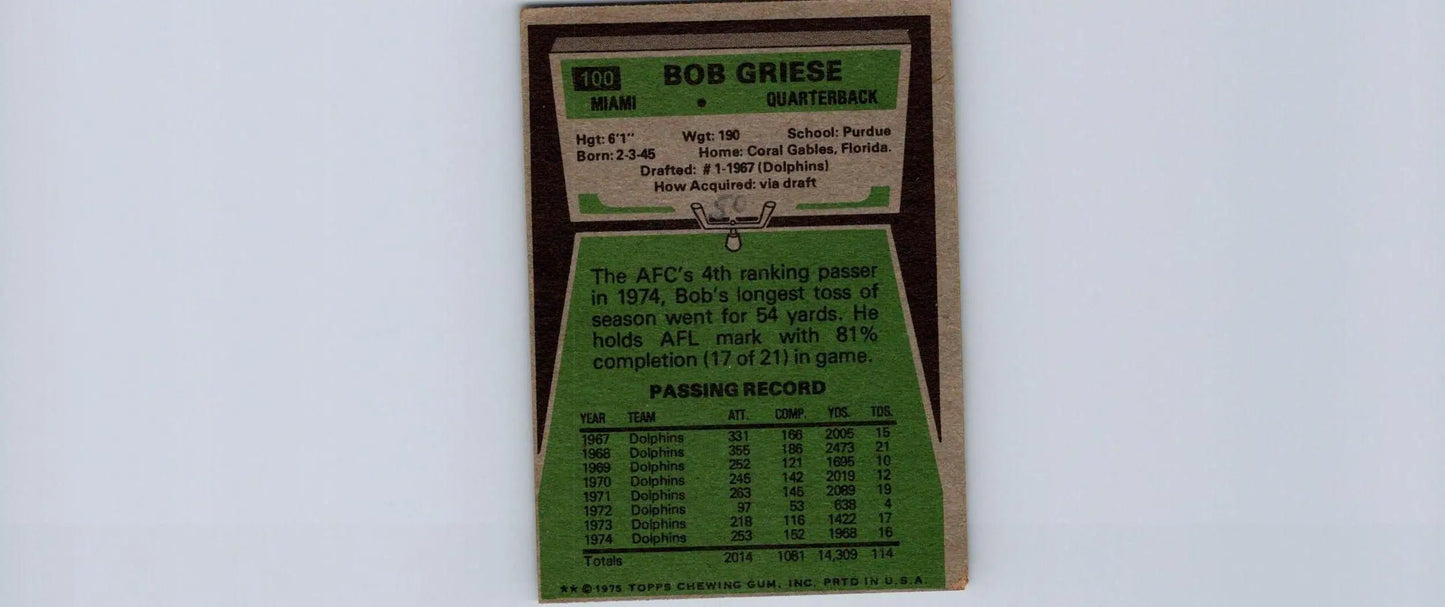 100 BOB GRIESE
MIAMI • QUARTERBACK
Hgt: 6'1" Wgt: 190 School: Purdue
Born: 2-3-45 Home: Coral Gables, Florida.
Drafted: #1-1967 (Dolphins)
How Acquired: via draft
50
The AFC's 4th ranking passer
in 1974, Bob's longest toss of
season went for 54 yards. He
holds AFL mark with 81%
completion (17 of 21) in game.
PASSING RECORD
YEAR TEAM ATT. COMP. YDS. TDS.
1967 Dolphins 331 166 2005 15
1968 Dolphins 355 186 2473 21
1969 Dolphins 252 121 1695 10
1970 Dolphins 245 142 2019 12
1971 Dolphins 263 145 2089 19
1972 Dolphins 97 53 638 4
1973 Dolphins 218 116 1422 17
1974 Dolphins 253 152 1968 16
Totals 2014 1081 14,309 114
★★ © 1975 TOPPS CHEWING GUM, INC. PRTD IN U.S.A.